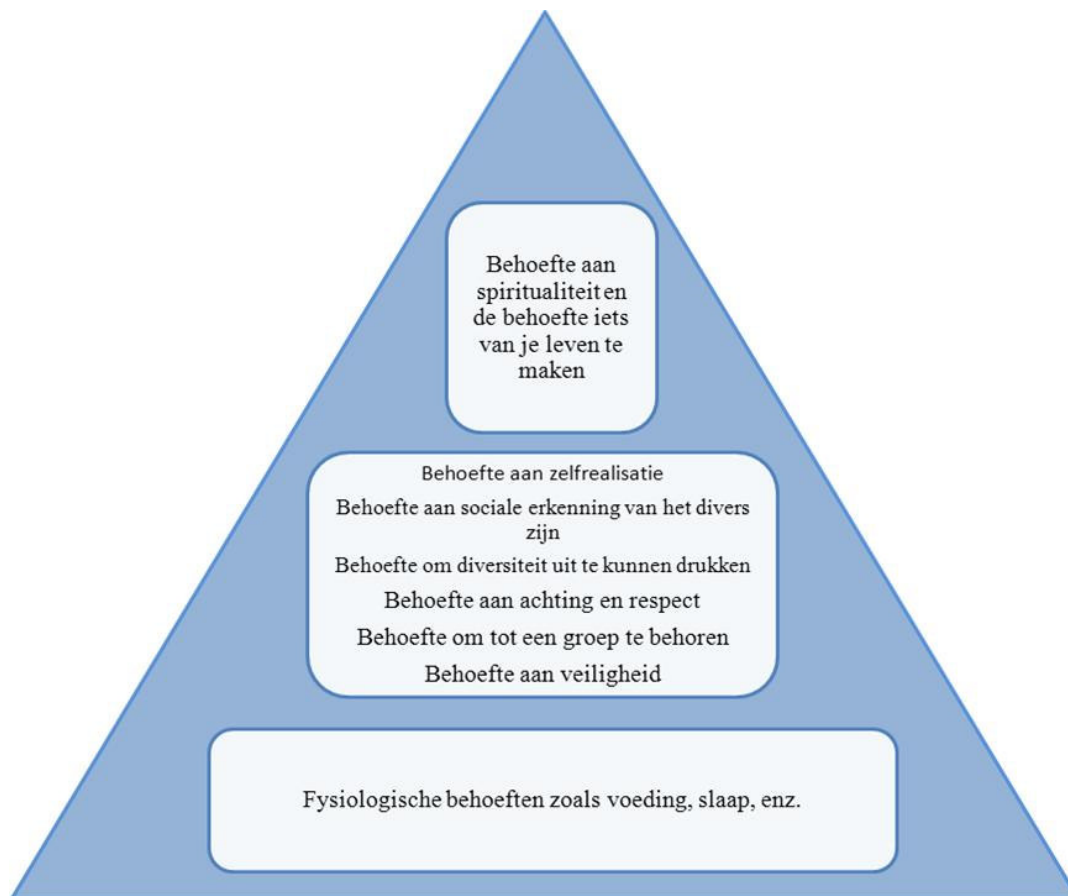 Behoefte aan
spiritualiteit en
de behoefte iets
van je leven te
maken
Behoefte aan zelfrealisatie
Behoefte aan sociale erkenning van het divers
zijn
Behoefte om diversiteit uit te kunnen drukken
Behoefte aan achting en respect
Behoefte om tot een groep te behoren
Behoefte aan veiligheid
Fysiologische behoeften zoals voeding, slaap, enz.